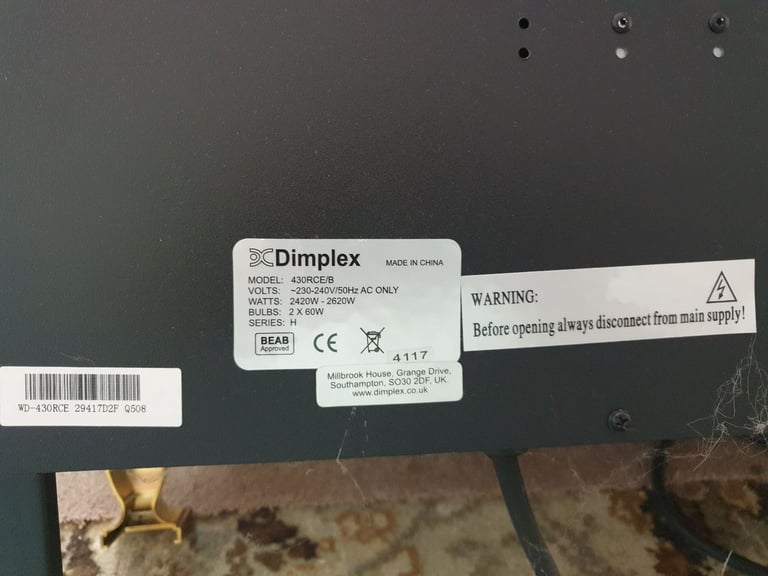 Dimplex MADE IN CHINA
MODEL: 430RCE/B
VOLTS: ~230-240V/50Hz AC ONLY
WATTS: 2420W - 2620W
BULBS: 2 X 60W
SERIES: H
BEAB
Approved
CE
4117
Millbrook House, Grange Drive,
Southampton, SO30 2DF, UK.
www.dimplex.co.uk
WARNING:
Before opening always disconnect from main supply!
WD-430RCE 29417D2F Q508